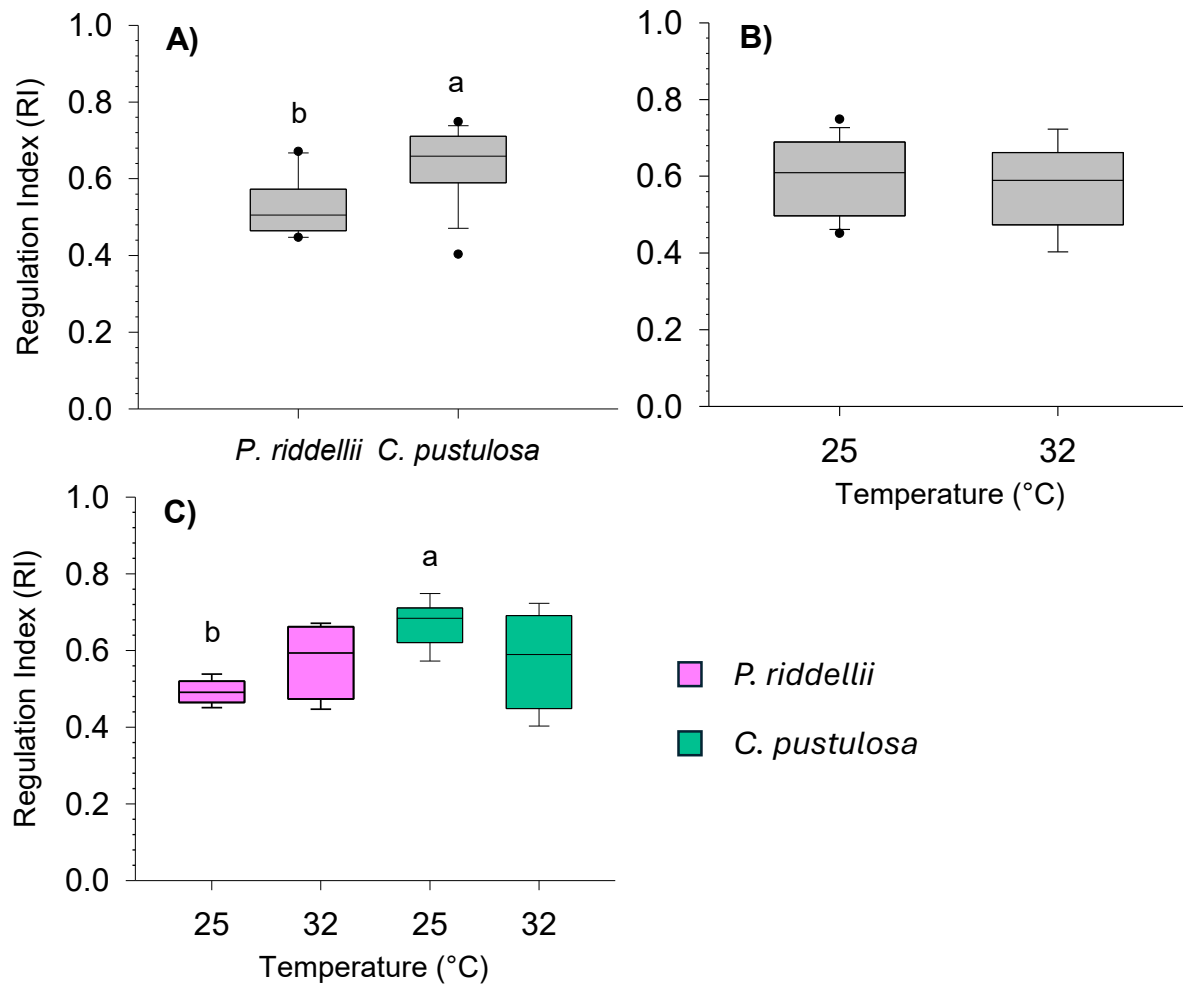 A)
Regulation Index (RI)
1.0
0.8
0.6
0.4
0.2
0.0
b
a
P. riddellii C. pustulosa
B)
1.0
0.8
0.6
0.4
0.2
0.0
25 32
Temperature (°C)
C)
Regulation Index (RI)
1.0
0.8
0.6
0.4
0.2
0.0
b
a
25 32 25 32
Temperature (°C)
P. riddellii
C. pustulosa